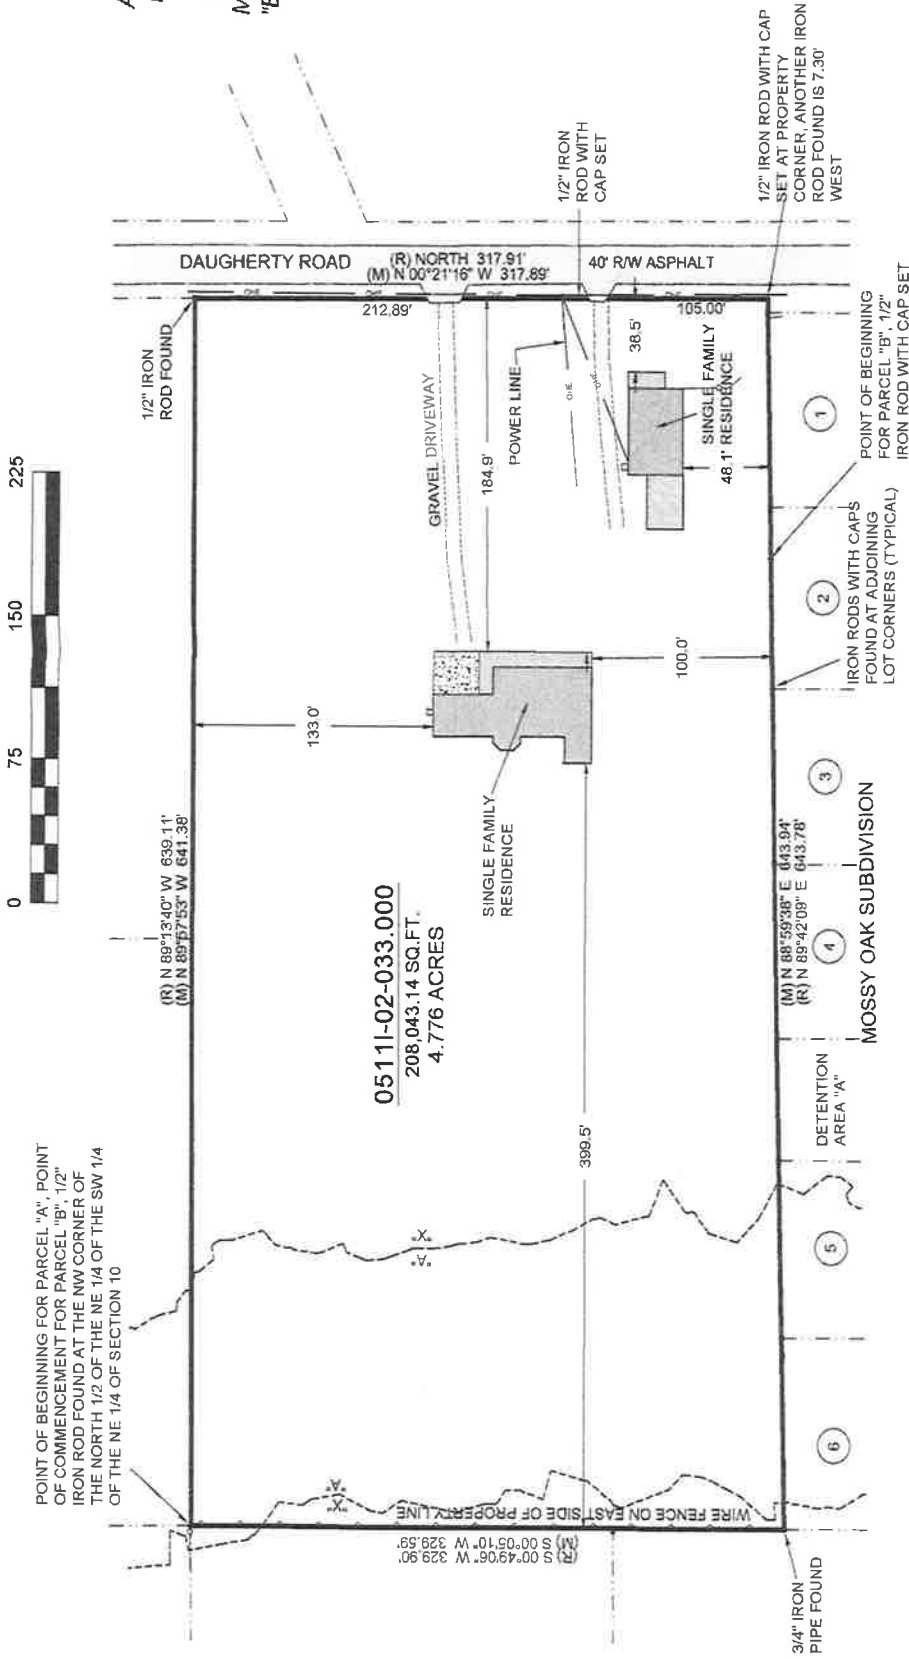 0
75
150
225
POINT OF BEGINNING FOR PARCEL "A", POINT
OF COMMENCEMENT FOR PARCEL "B", 1/2"
IRON ROD FOUND AT THE NW CORNER OF
THE NORTH 1/2 OF THE NE 1/4 OF THE SW 1/4
OF THE NE 1/4 OF SECTION 10
(R) N 89°13'40" W 639.11'
(M) N 89°57'53" W 641.38'
1/2" IRON
ROD FOUND
DAUGHERTY ROAD
(R) NORTH 317.91'
(M) N 00°21'16" W 317.89'
40' R/W ASPHALT
OHE
OHE
OHE
212.89'
105.00'
1/2" IRON
ROD WITH
CAP SET
1/2" IRON ROD WITH CAP
SET AT PROPERTY
CORNER, ANOTHER IRON
ROD FOUND IS 7.30'
WEST
GRAVEL DRIVEWAY
184.9'
POWER LINE
OHE
OHE
38.5'
SINGLE FAMILY
RESIDENCE
48.1'
133.0'
100.0'
SINGLE FAMILY
RESIDENCE
05111-02-033.000
208,043.14 SQ.FT.
4.776 ACRES
399.5'
"X"
"A"
"A"
"X"
WIRE FENCE ON EAST SIDE OF PROPERTY LINE
(R) S 00°49'06" W 329.90'
(M) S 00°05'10" W 329.59'
3/4" IRON
PIPE FOUND
6
5
DETENTION
AREA "A"
4
(M) N 88°59'38" E 643.94'
(R) N 89°42'09" E 643.78'
MOSSY OAK SUBDIVISION
3
2
1
IRON RODS WITH CAPS
FOUND AT ADJOINING
LOT CORNERS (TYPICAL)
POINT OF BEGINNING
FOR PARCEL "B", 1/2"
IRON ROD WITH CAP SET